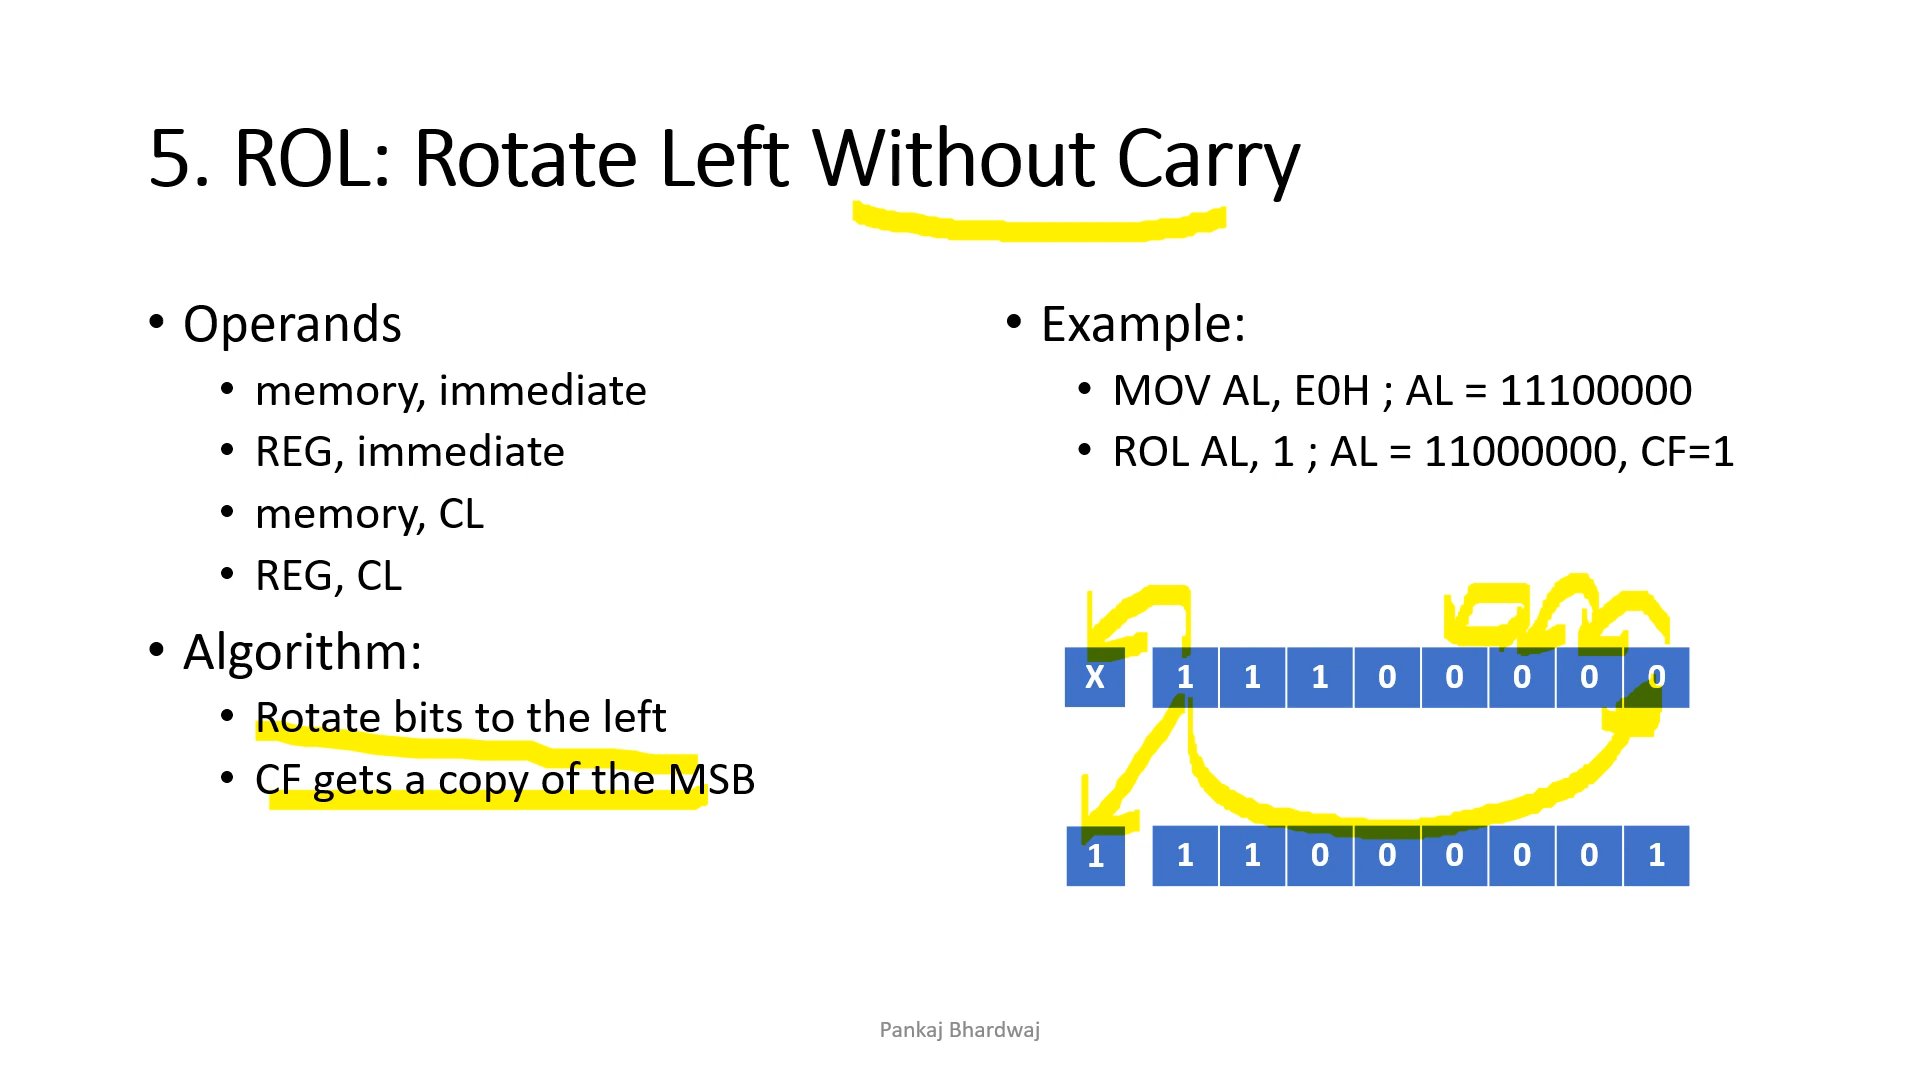 5. ROL: Rotate Left Without Carry
• Operands
• memory, immediate
• REG, immediate
• memory, CL
• REG, CL
• Algorithm:
• Rotate bits to the left
• CF gets a copy of the MSB
• Example:
• MOV AL, E0H ; AL = 11100000
• ROL AL, 1 ; AL = 11000000, CF=1
X 1 1 1 0 0 0 0 0
1 1 1 0 0 0 0 0 1
Pankaj Bhardwaj